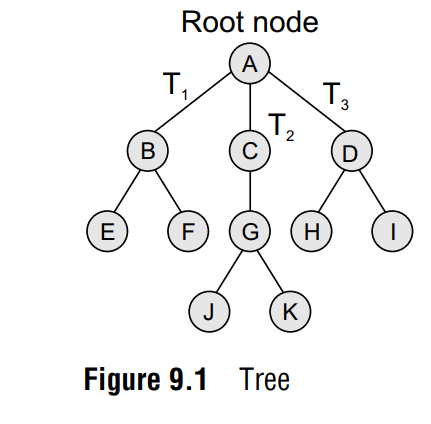 Root node
A
T1 T2 T3
B C D
E F G H I
J K
Figure 9.1 Tree